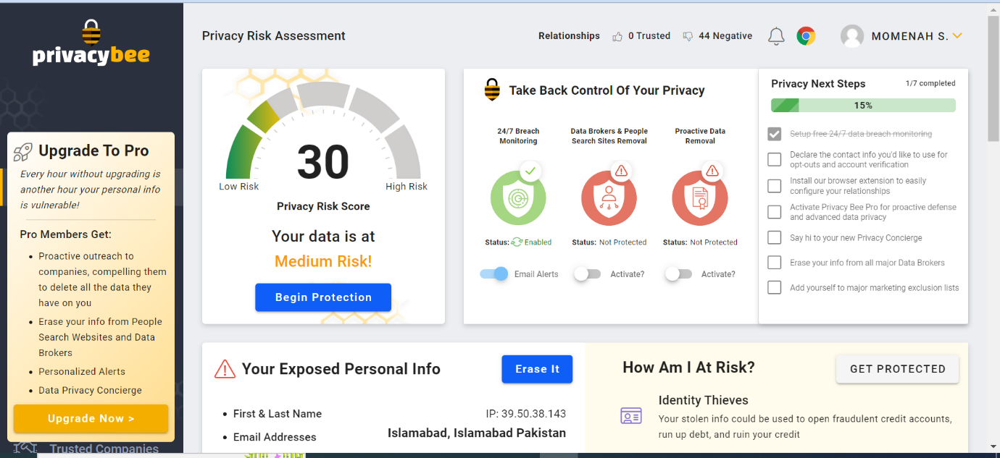 privacybee
Upgrade To Pro
Every hour without upgrading is
another hour your personal info
is vulnerable!
Pro Members Get:
Proactive outreach to
companies, compelling them
to delete all the data they
have on you
Erase your info from People
Search Websites and Data
Brokers
Personalized Alerts
Data Privacy Concierge
Upgrade Now >
Trusted Companies
Privacy Risk Assessment
Relationships 0 Trusted 44 Negative
MOMENAH S.
30
Low Risk High Risk
Privacy Risk Score
Your data is at
Medium Risk!
Begin Protection
Take Back Control Of Your Privacy
24/7 Breach
Monitoring
Status: Enabled
Email Alerts
Data Brokers & People
Search Sites Removal
Status: Not Protected
Activate?
Proactive Data
Removal
Status: Not Protected
Activate?
Privacy Next Steps 1/7 completed
15%
Setup free 24/7 data breach monitoring
Declare the contact info you'd like to use for
opt-outs and account verification
Install our browser extension to easily
configure your relationships
Activate Privacy Bee Pro for proactive defense
and advanced data privacy
Say hi to your new Privacy Concierge
Erase your info from all major Data Brokers
Add yourself to major marketing exclusion lists
Your Exposed Personal Info Erase It
First & Last Name IP: 39.50.38.143
Email Addresses Islamabad, Islamabad Pakistan
How Am I At Risk? GET PROTECTED
Identity Thieves
Your stolen info could be used to open fraudulent credit accounts,
run up debt, and ruin your credit